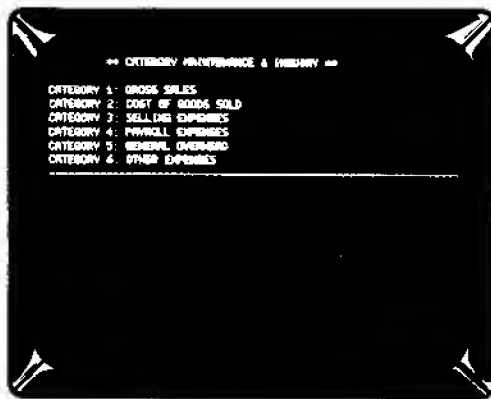 ** CATEGORY MAINTENANCE & INQUIRY **
CATEGORY 1: GROSS SALES
CATEGORY 2: COST OF GOODS SOLD
CATEGORY 3: SELLING EXPENSES
CATEGORY 4: PAYROLL EXPENSES
CATEGORY 5: GENERAL OVERHEAD
CATEGORY 6: OTHER EXPENSES